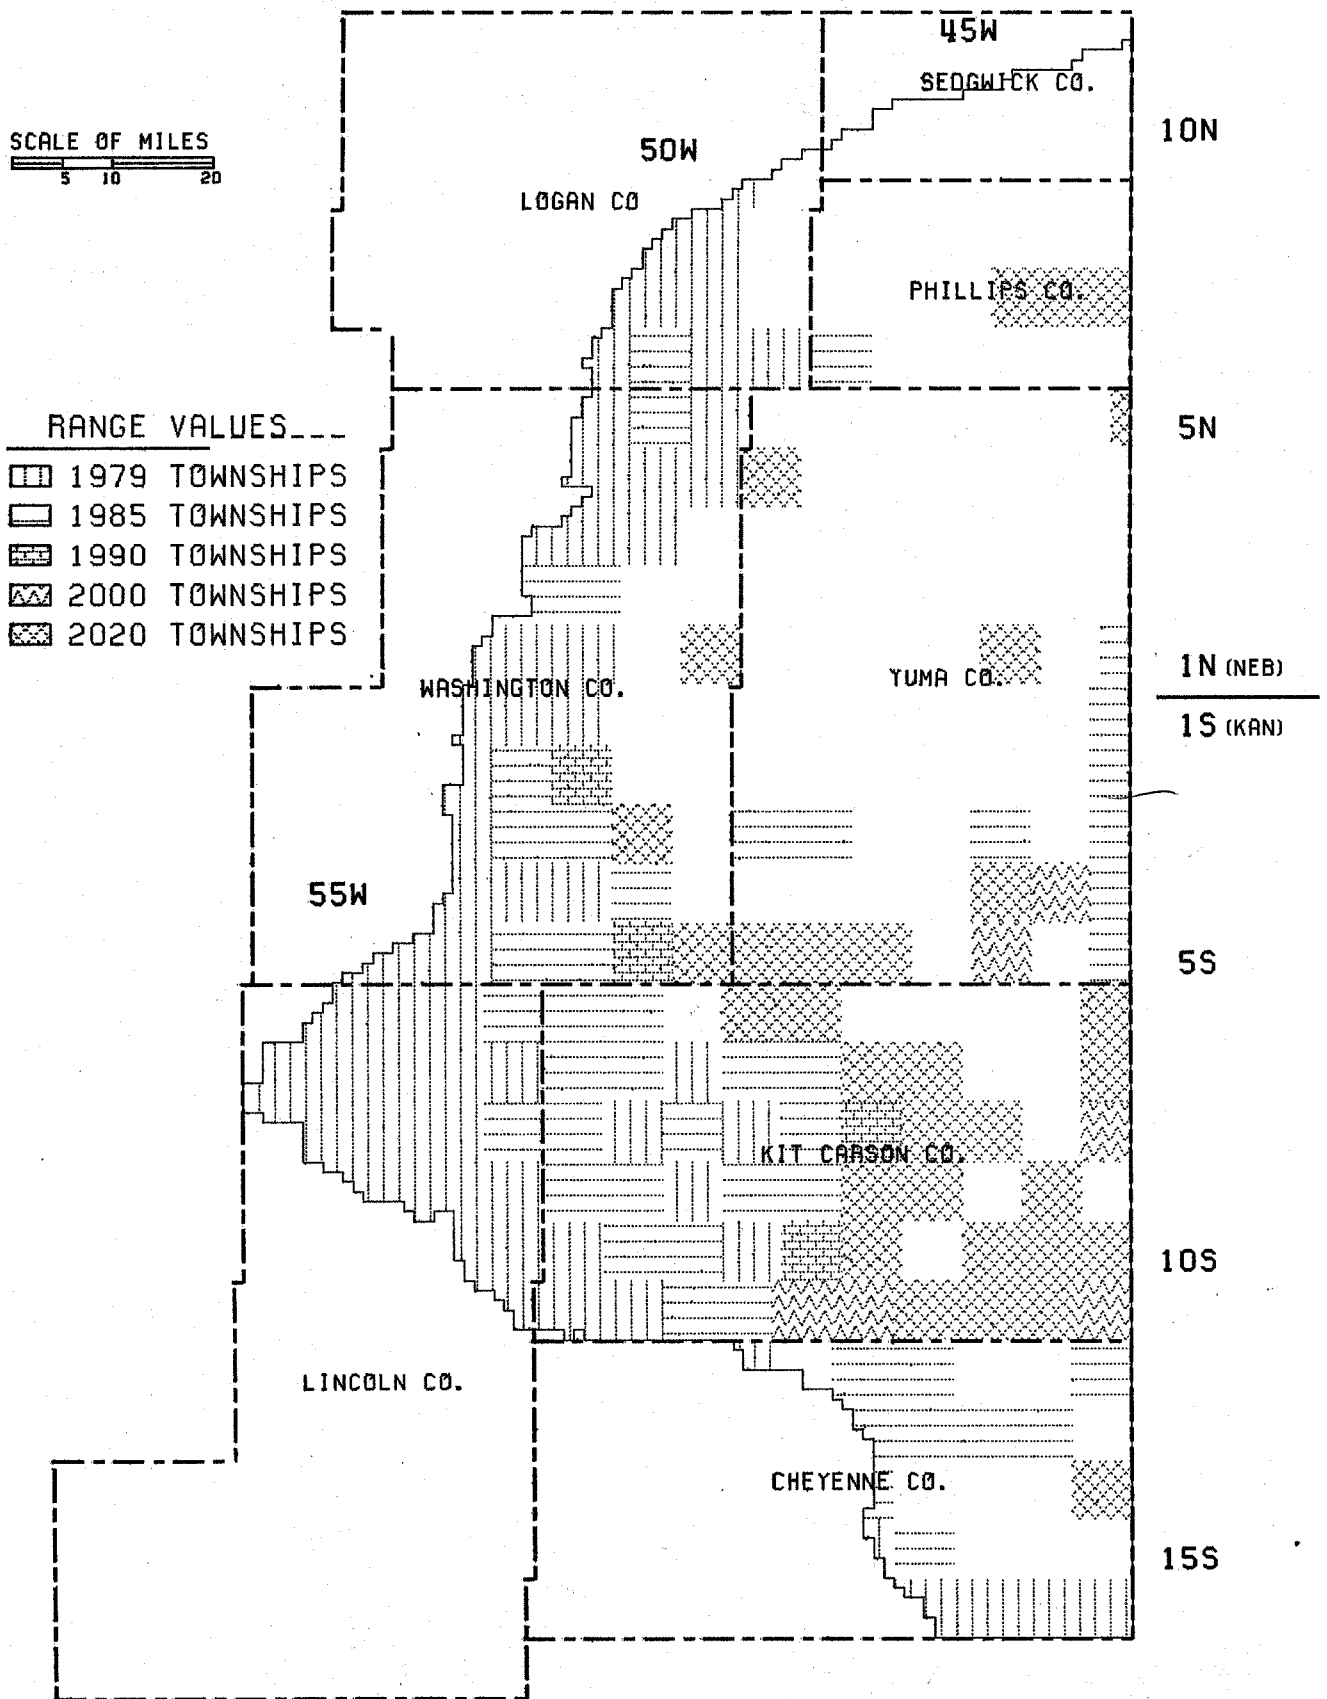 45W
SEDGWICK CO.
10N
SCALE OF MILES
5 10 20
50W
LOGAN CO
PHILLIPS CO.
RANGE VALUES___
1979 TOWNSHIPS
1985 TOWNSHIPS
1990 TOWNSHIPS
2000 TOWNSHIPS
2020 TOWNSHIPS
5N
WASHINGTON CO.
YUMA CO.
1N (NEB)
1S (KAN)
55W
5S
KIT CARSON CO.
10S
LINCOLN CO.
CHEYENNE CO.
15S